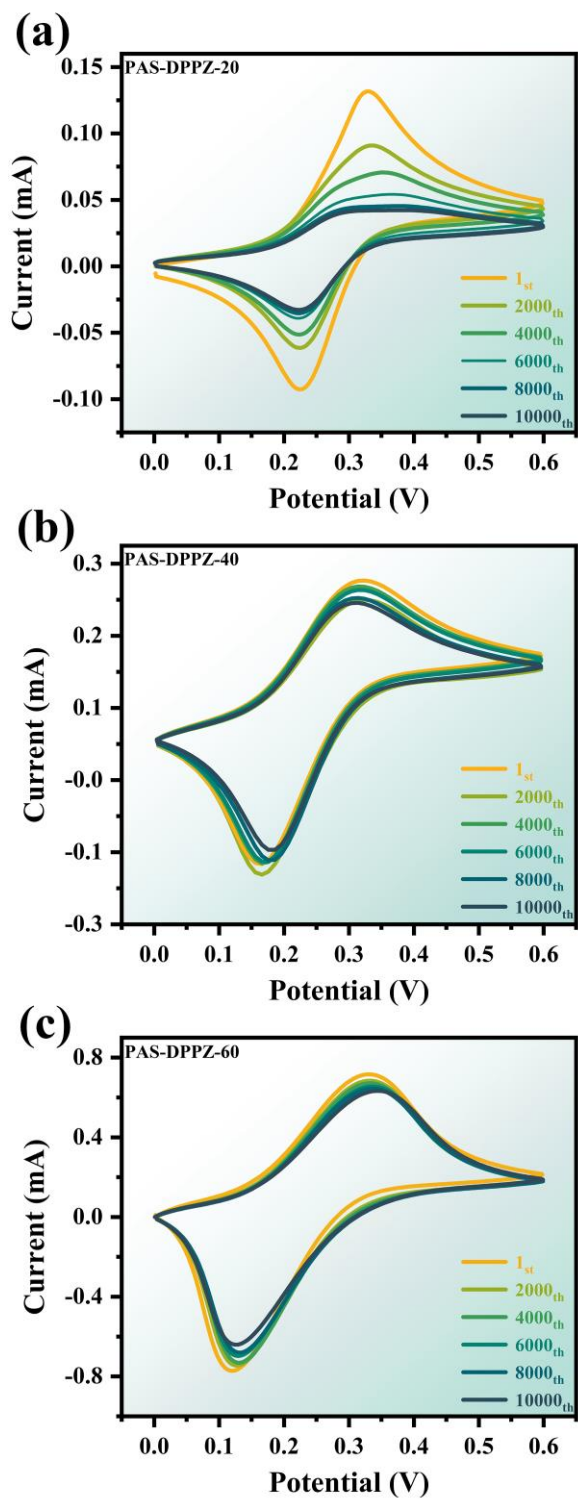 (a)
PAS-DPPZ-20
0.15
0.10
0.05
0.00
-0.05
-0.10
Current (mA)
1st
2000th
4000th
6000th
8000th
10000th
0.0 0.1 0.2 0.3 0.4 0.5 0.6
Potential (V)
(b)
PAS-DPPZ-40
0.3
0.2
0.1
-0.0
-0.1
-0.3
Current (mA)
1st
2000th
4000th
6000th
8000th
10000th
0.0 0.1 0.2 0.3 0.4 0.5 0.6
Potential (V)
(c)
PAS-DPPZ-60
0.8
0.4
0.0
-0.4
-0.8
Current (mA)
1st
2000th
4000th
6000th
8000th
10000th
0.0 0.1 0.2 0.3 0.4 0.5 0.6
Potential (V)